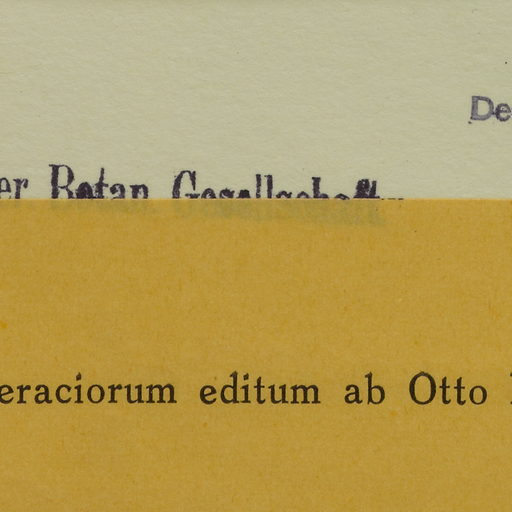 De
er Botan. Gesellschaft
eraciorum editum ab Otto